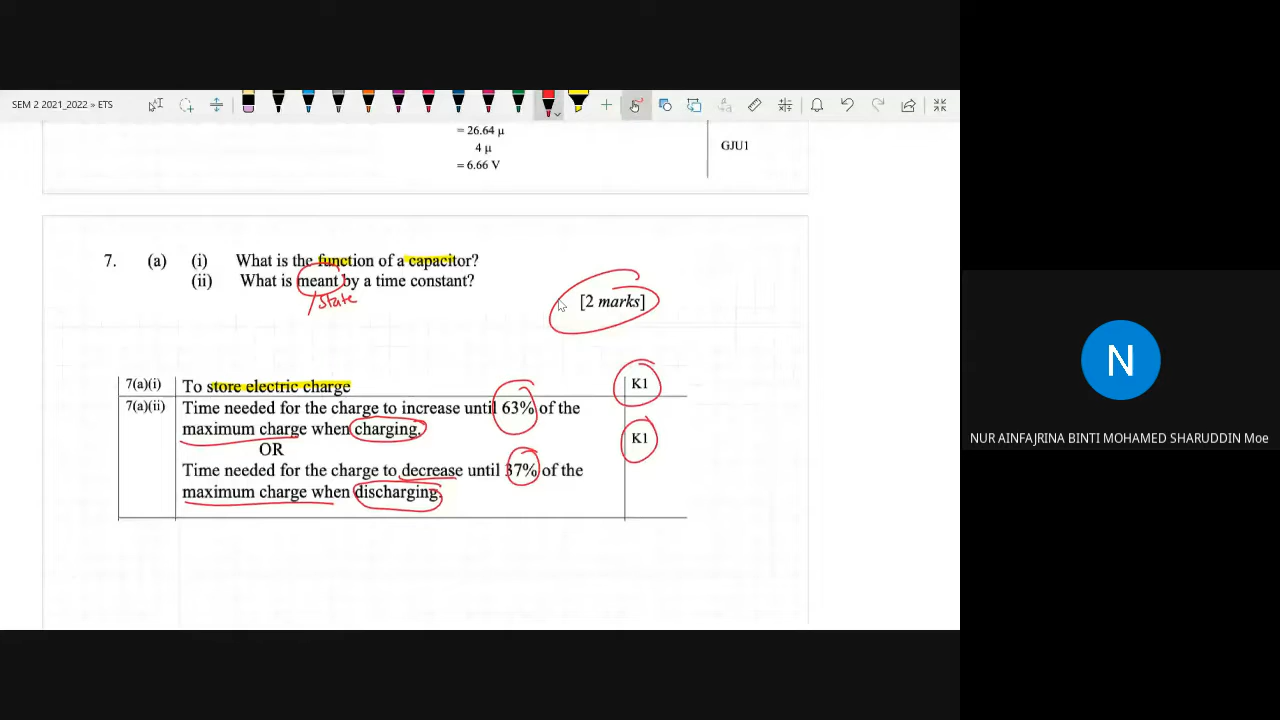 SEM 2 2021_2022 » ETS
= 26.64 µ
4 µ
= 6.66 V
GJU1
7. (a) (i) What is the function of a capacitor?
(ii) What is meant by a time constant?
/state
[2 marks]
7(a)(i) To store electric charge K1
7(a)(ii) Time needed for the charge to increase until 63% of the
maximum charge when charging. K1
OR
Time needed for the charge to decrease until 37% of the
maximum charge when discharging.
N
NUR AINFAJRINA BINTI MOHAMED SHARUDDIN Moe